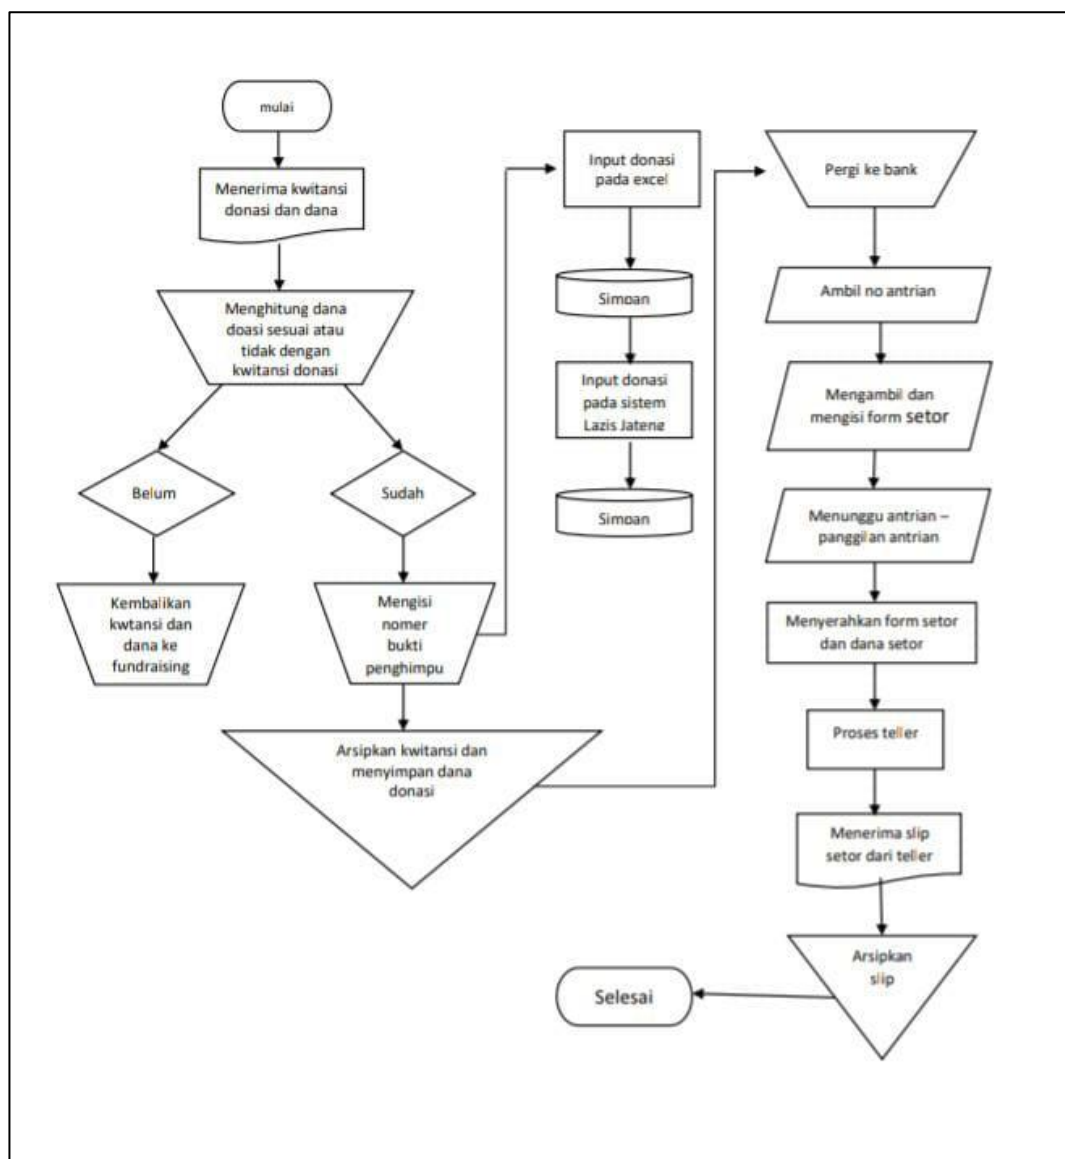 mulai
Menerima kwitansi
donasi dan dana
Menghitung dana
doasi sesuai atau
tidak dengan
kwitansi donasi
Belum
Sudah
Kembalikan
kwtansi dan
dana ke
fundraising
Mengisi
nomer
bukti
penghimpu
Arsipkan kwitansi dan
menyimpan dana
donasi
Input donasi
pada excel
Simoan
Input donasi
pada sistem
Lazis Jateng
Simoan
Pergi ke bank
Ambil no antrian
Mengambil dan
mengisi form setor
Menunggu antrian –
panggilan antrian
Menyerahkan form setor
dan dana setor
Proses teller
Menerima slip
setor dari teller
Arsipkan
slip
Selesai